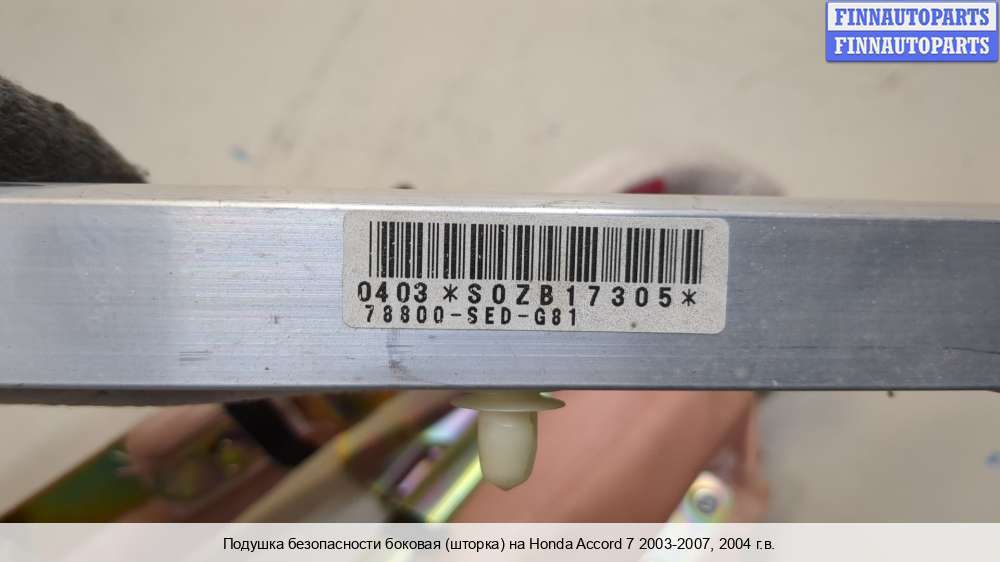 FINNAUTOPARTS
FINNAUTOPARTS
0403*S0ZB17305*
78800-SED-G81
Подушка безопасности боковая (шторка) на Honda Accord 7 2003-2007, 2004 г.в.